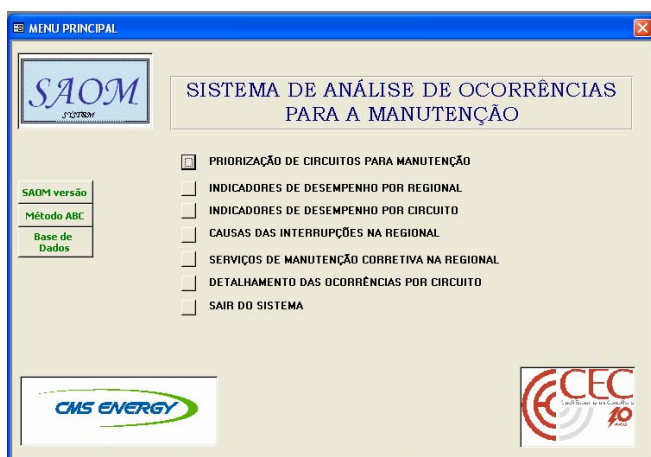 MENU PRINCIPAL
SAOM
SYSTEM
SISTEMA DE ANÁLISE DE OCORRÊNCIAS
PARA A MANUTENÇÃO
PRIORIZAÇÃO DE CIRCUITOS PARA MANUTENÇÃO
INDICADORES DE DESEMPENHO POR REGIONAL
INDICADORES DE DESEMPENHO POR CIRCUITO
CAUSAS DAS INTERRUPÇÕES NA REGIONAL
SERVIÇOS DE MANUTENÇÃO CORRETIVA NA REGIONAL
DETALHAMENTO DAS OCORRÊNCIAS POR CIRCUITO
SAIR DO SISTEMA
SAOM versão
Método ABC
Base de
Dados
CMS ENERGY
CEC
10